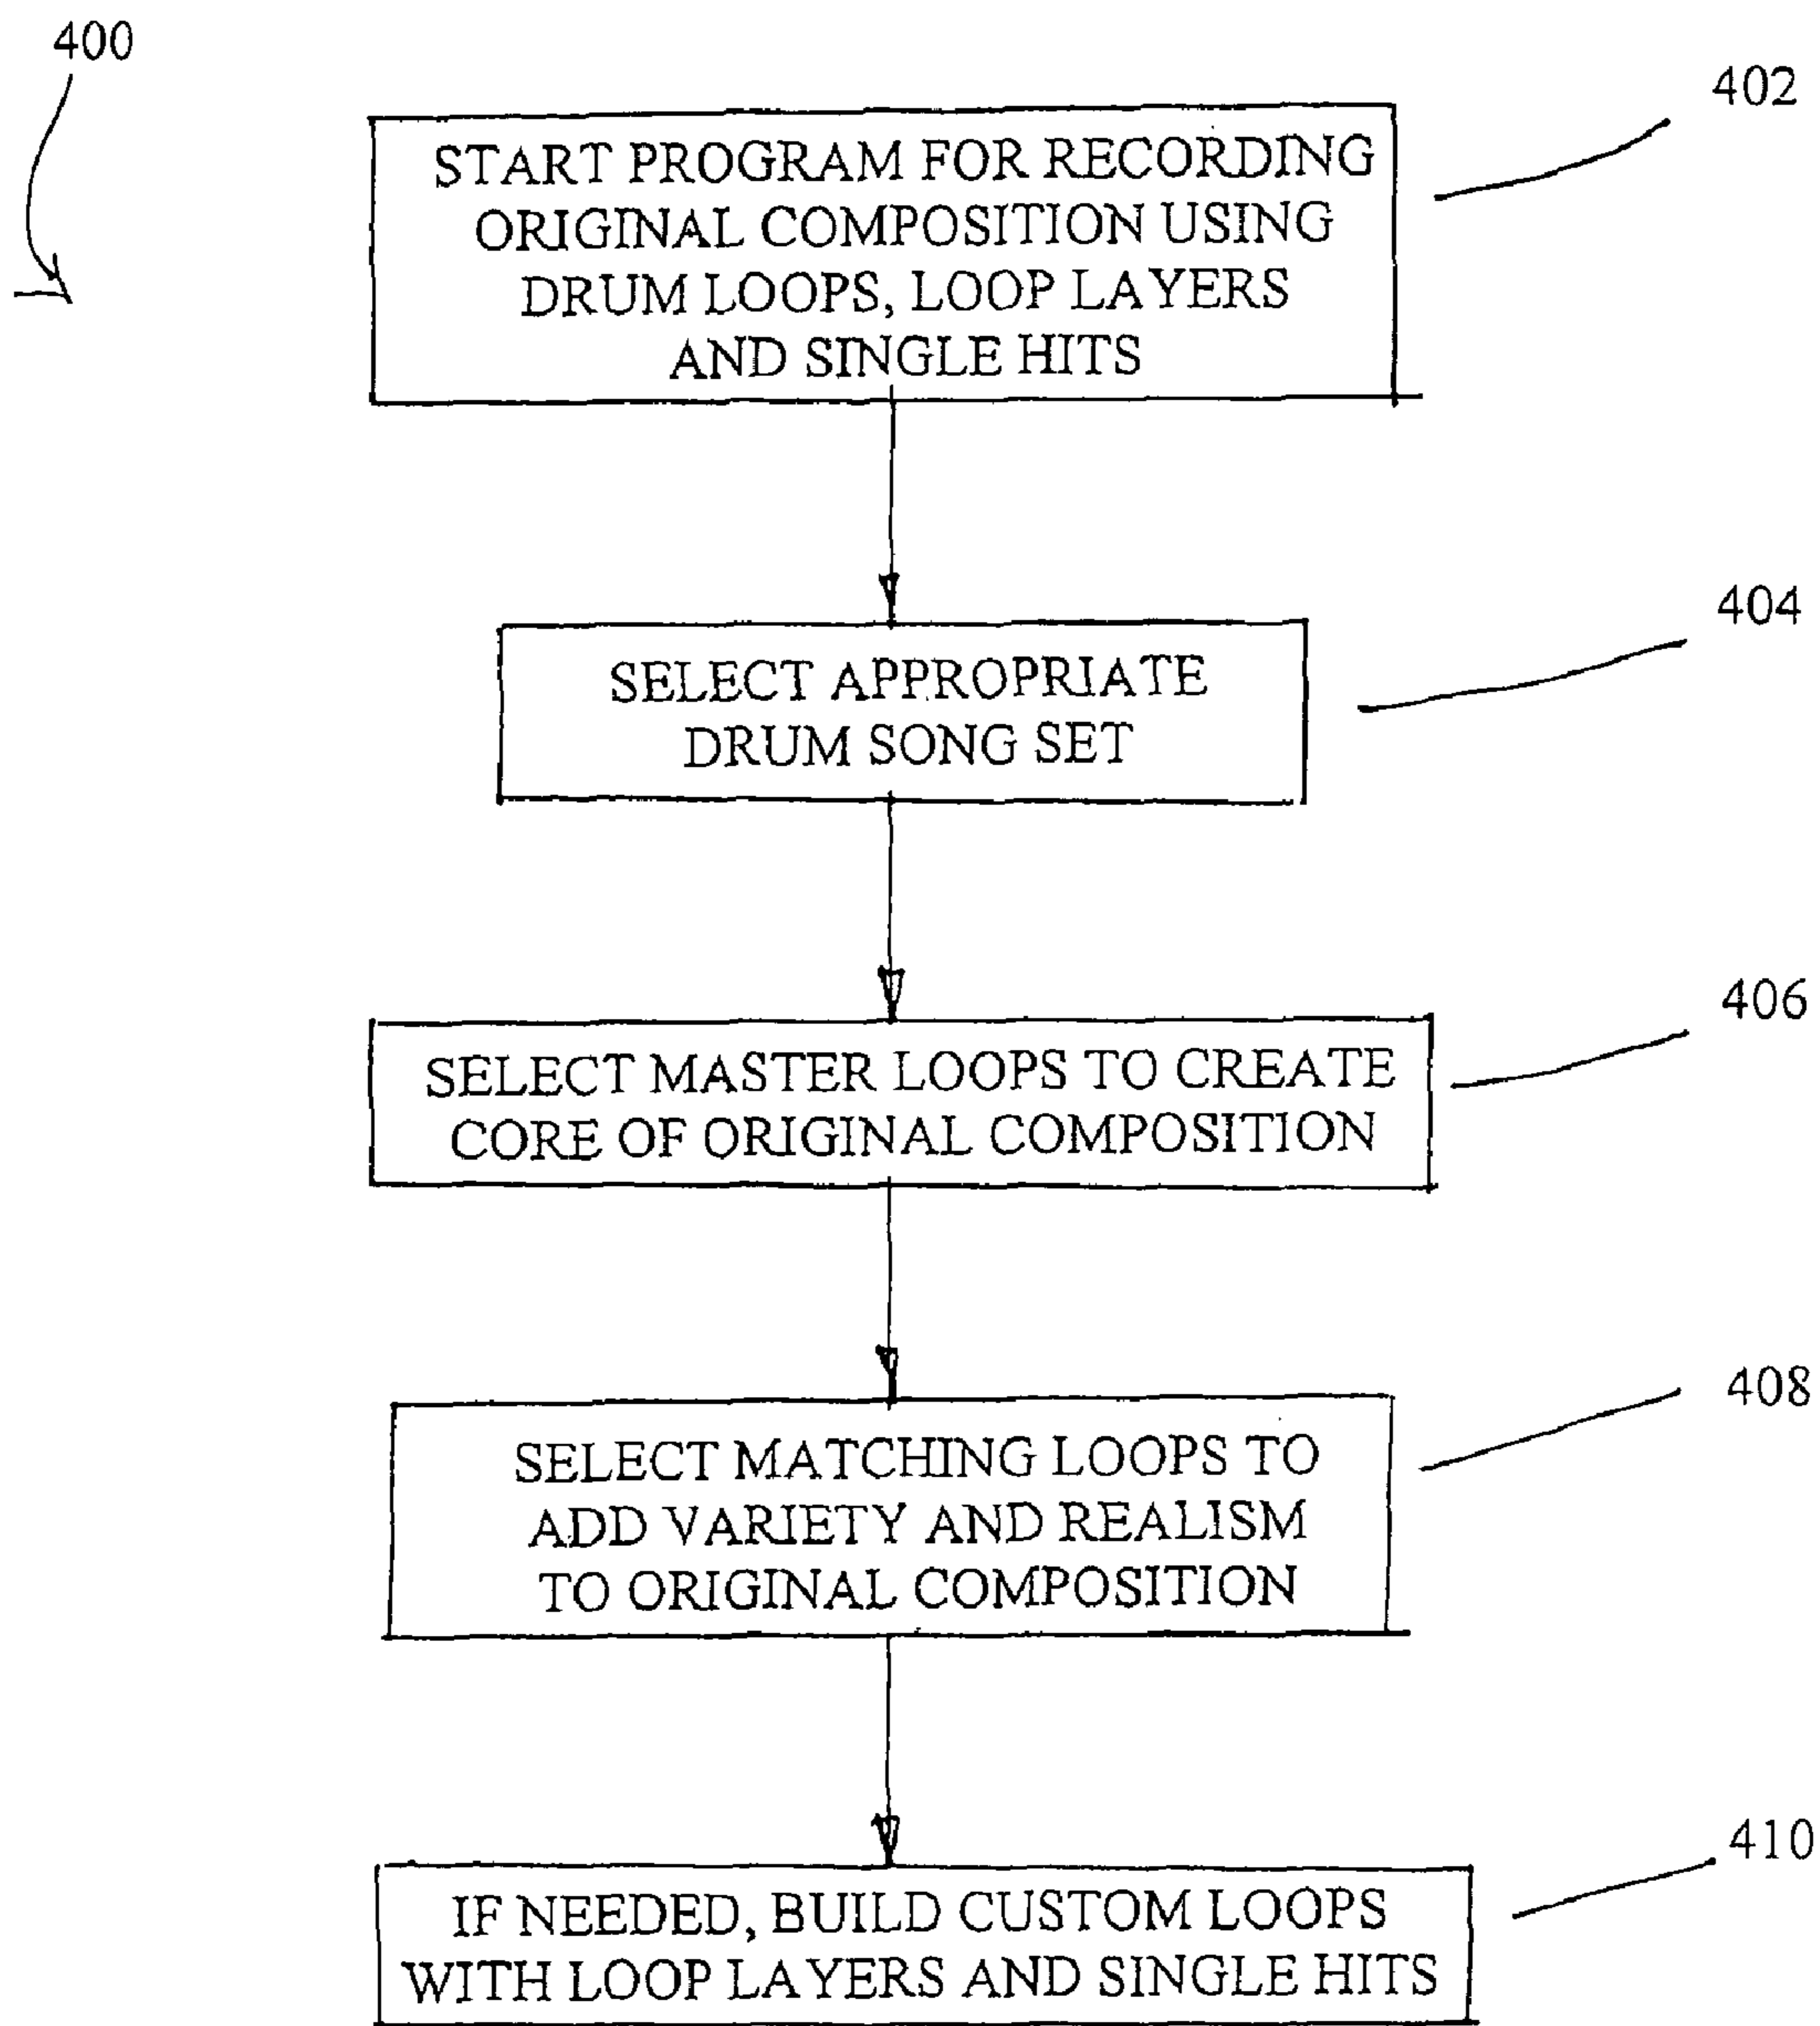 400
402
START PROGRAM FOR RECORDING
ORIGINAL COMPOSITION USING
DRUM LOOPS, LOOP LAYERS
AND SINGLE HITS
404
SELECT APPROPRIATE
DRUM SONG SET
406
SELECT MASTER LOOPS TO CREATE
CORE OF ORIGINAL COMPOSITION
408
SELECT MATCHING LOOPS TO
ADD VARIETY AND REALISM
TO ORIGINAL COMPOSITION
410
IF NEEDED, BUILD CUSTOM LOOPS
WITH LOOP LAYERS AND SINGLE HITS